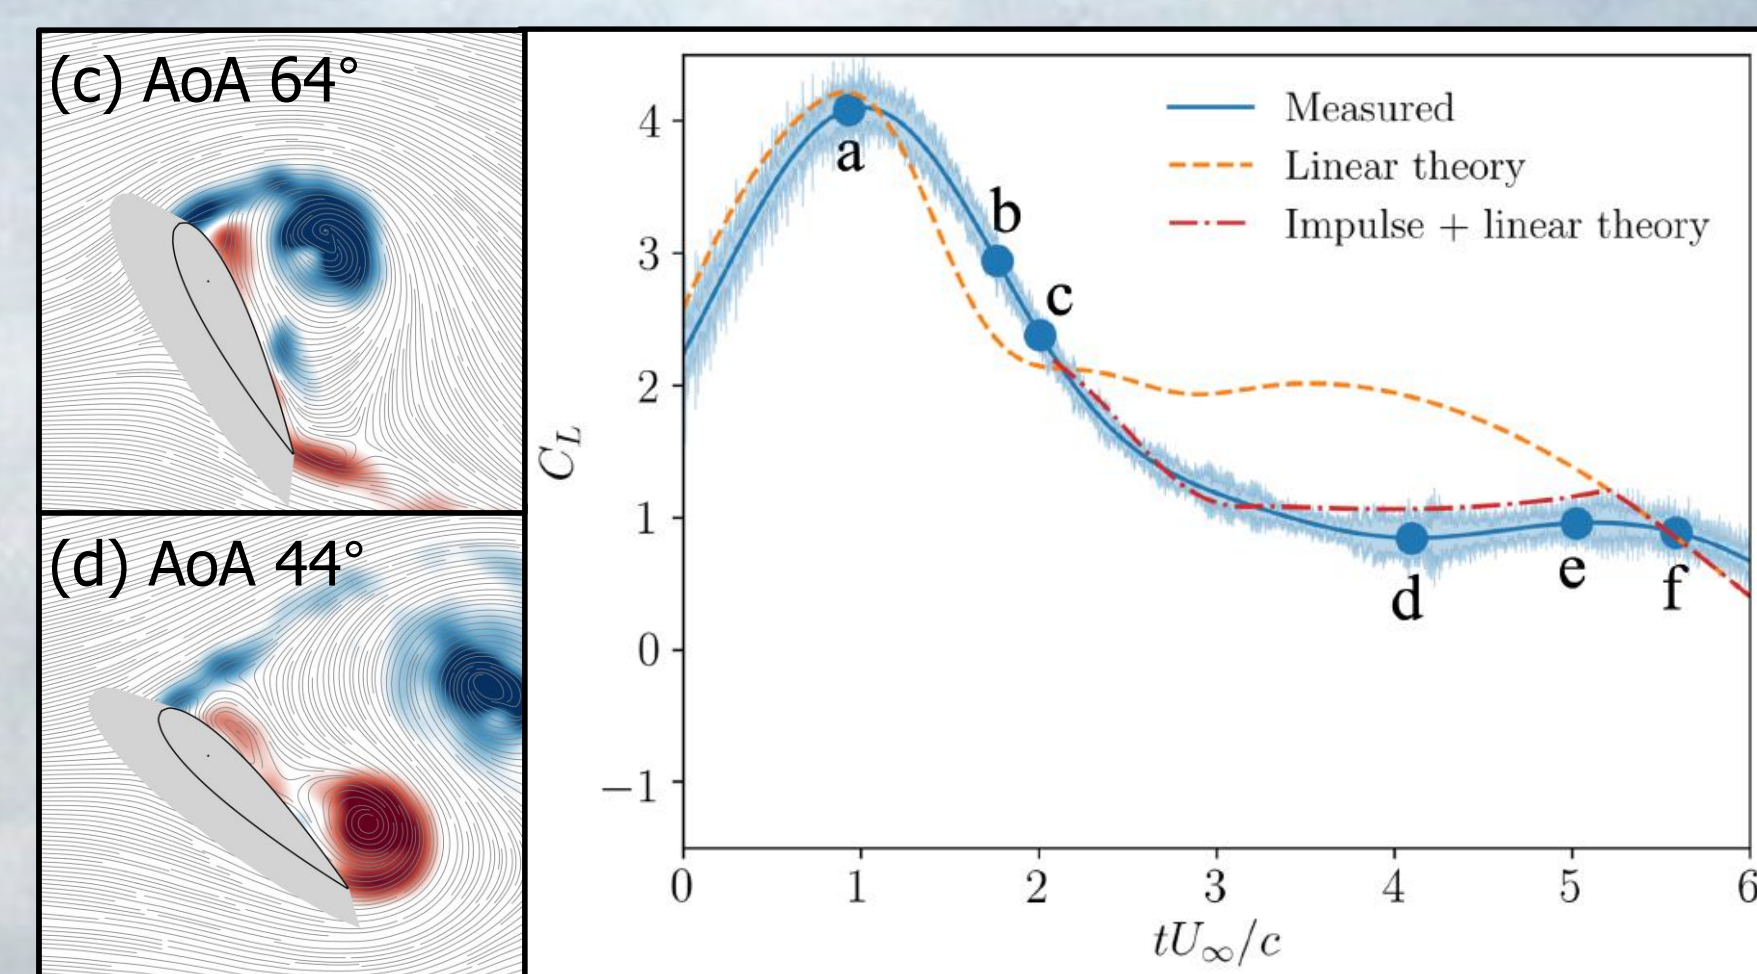 (c) AoA 64°
(d) AoA 44°
Measured
Linear theory
Impulse + linear theory
a
b
c
d
e
f
4
3
2
1
0
−1
C_L
0 1 2 3 4 5 6
tU∞/c